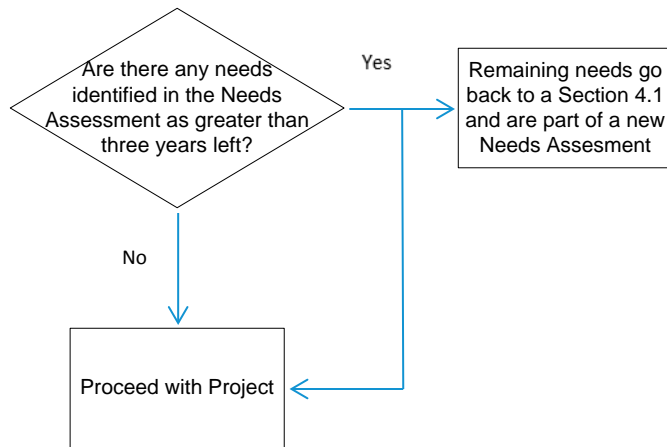 Are there any needs
identified in the Needs
Assessment as greater than
three years left?
Yes
Remaining needs go
back to a Section 4.1
and are part of a new
Needs Assesment
No
Proceed with Project